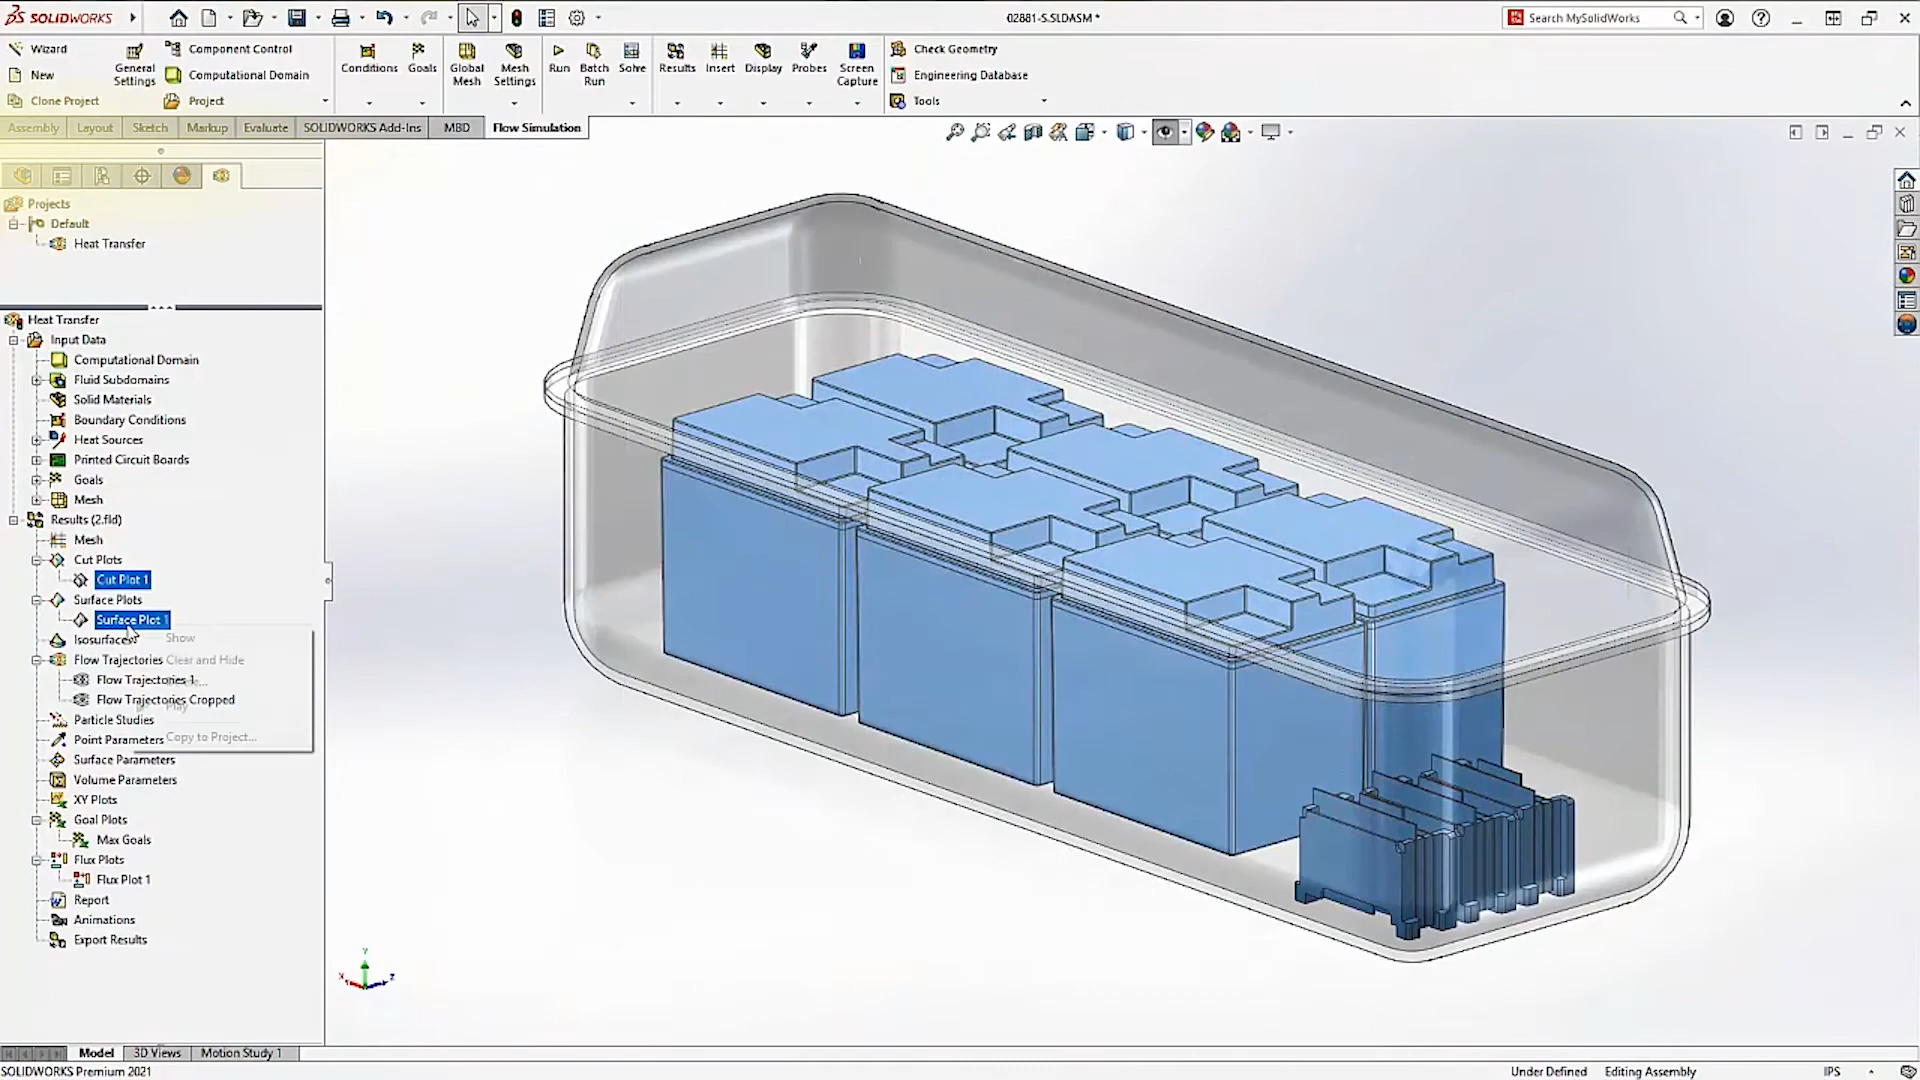 SOLIDWORKS
02881-S.SLDASM *
Search MySolidWorks
Wizard
New
Clone Project
General Settings
Component Control
Computational Domain
Project
Conditions
Goals
Global Mesh
Mesh Settings
Run
Batch Run
Solve
Results
Insert
Display
Probes
Screen Capture
Check Geometry
Engineering Database
Tools
Assembly Layout Sketch Markup Evaluate SOLIDWORKS Add-Ins MBD Flow Simulation
Projects
Default
Heat Transfer
Heat Transfer
Input Data
Computational Domain
Fluid Subdomains
Solid Materials
Boundary Conditions
Heat Sources
Printed Circuit Boards
Goals
Mesh
Results (2.fld)
Mesh
Cut Plots
Cut Plot 1
Surface Plots
Surface Plot 1
Isosurfaces
Show
Flow Trajectories
Clear and Hide
Flow Trajectories 1
Flow Trajectories Cropped
Play
Particle Studies
Point Parameters
Copy to Project...
Surface Parameters
Volume Parameters
XY Plots
Goal Plots
Max Goals
Flux Plots
Flux Plot 1
Report
Animations
Export Results
Y
X
Z
Model 3D Views Motion Study 1
SOLIDWORKS Premium 2021
Under Defined Editing Assembly IPS